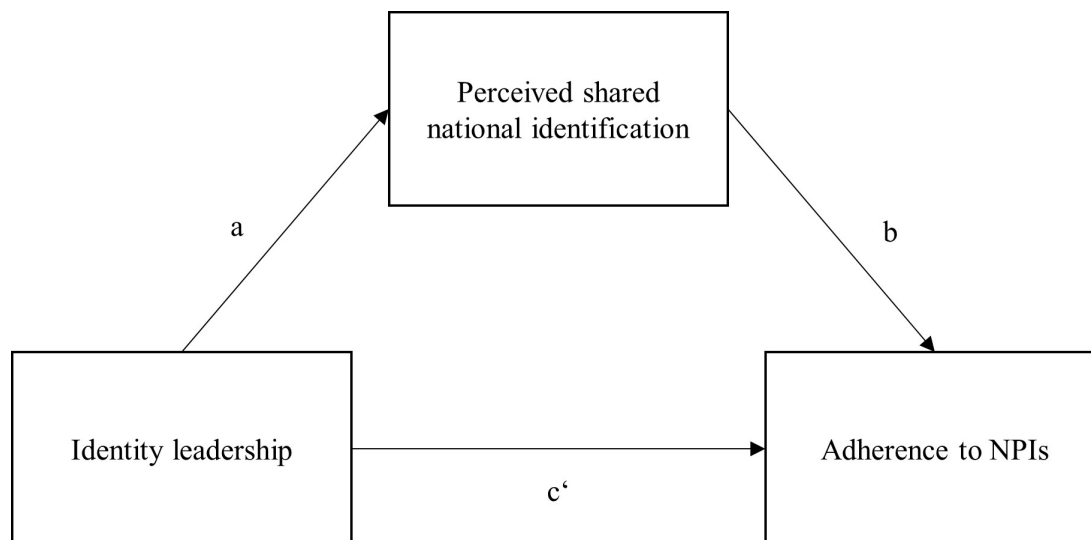 Perceived shared
national identification
a
b
Identity leadership
Adherence to NPIs
c‘